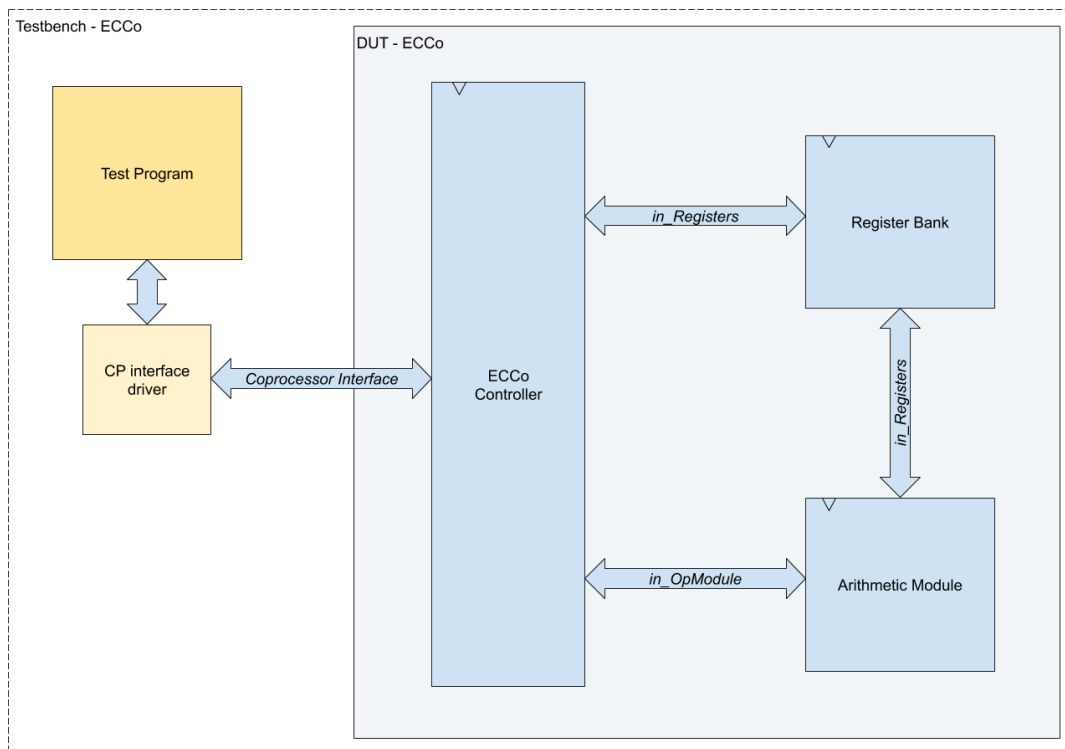 Testbench - ECCo
DUT - ECCo
Test Program
in_Registers
Register Bank
CP interface
driver
Coprocessor Interface
ECCo
Controller
in_Registers
in_OpModule
Arithmetic Module